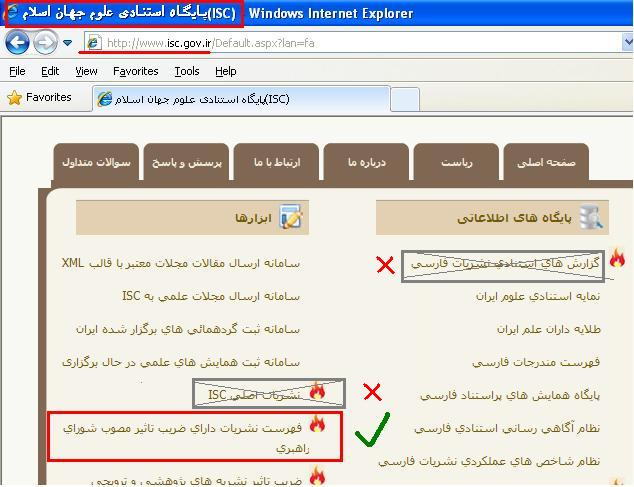 پایگاه استنادی علوم جهان اسلام(ISC) - Windows Internet Explorer
http://www.isc.gov.ir/Default.aspx?lan=fa
File Edit View Favorites Tools Help
Favorites پایگاه استنادی علوم جهان اسلام(ISC)
صفحه اصلی ریاست درباره ما ارتباط با ما پرسش و پاسخ سوالات متداول
پایگاه های اطلاعاتی
گزارش هاي استنادي نشريات فارسي
نمايه استنادي علوم ايران
طلايه داران علم ايران
فهرست مندرجات فارسي
پايگاه همايش هاي پراستناد فارسي
نظام آگاهي رساني استنادي فارسي
نظام شاخص هاي عملکردي نشريات فارسي
ابزارها
سامانه ارسال مقالات مجلات معتبر با قالب XML
سامانه ارسال مجلات علمي به ISC
سامانه ثبت گردهمائي هاي برگزار شده ايران
سامانه ثبت همايش هاي علمي در حال برگزاري
نشريات اصلي ISC
فهرست نشريات داراي ضريب تاثير مصوب شوراي
راهبري
ضريب تاثير نشريه هاي پژوهشي و ترويجي